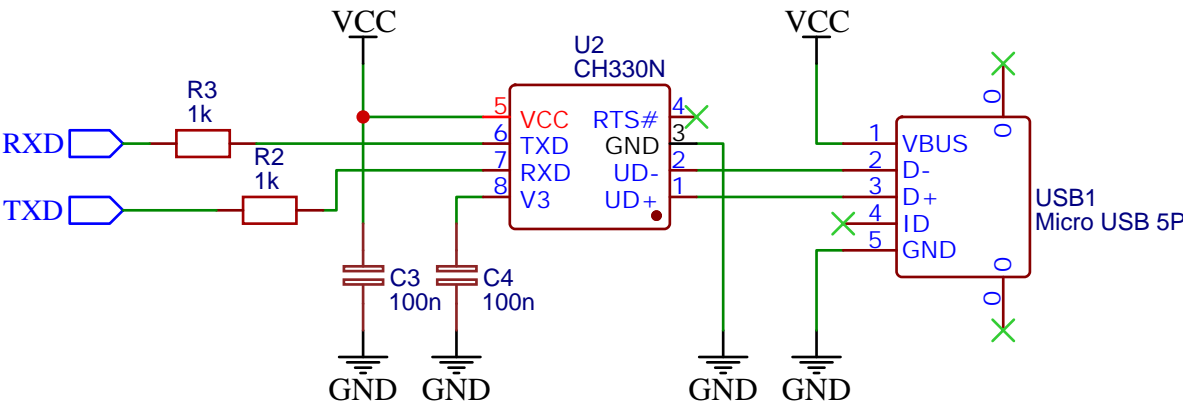 VCC
VCC
U2
CH330N
R3
1k
RXD
R2
1k
TXD
5
VCC
6
TXD
7
RXD
8
V3
RTS#
4
GND
3
UD-
2
UD+
1
C3
100n
C4
100n
0
0
1
VBUS
2
D-
3
D+
4
ID
5
GND
0
0
USB1
Micro USB 5P
GND
GND
GND
GND